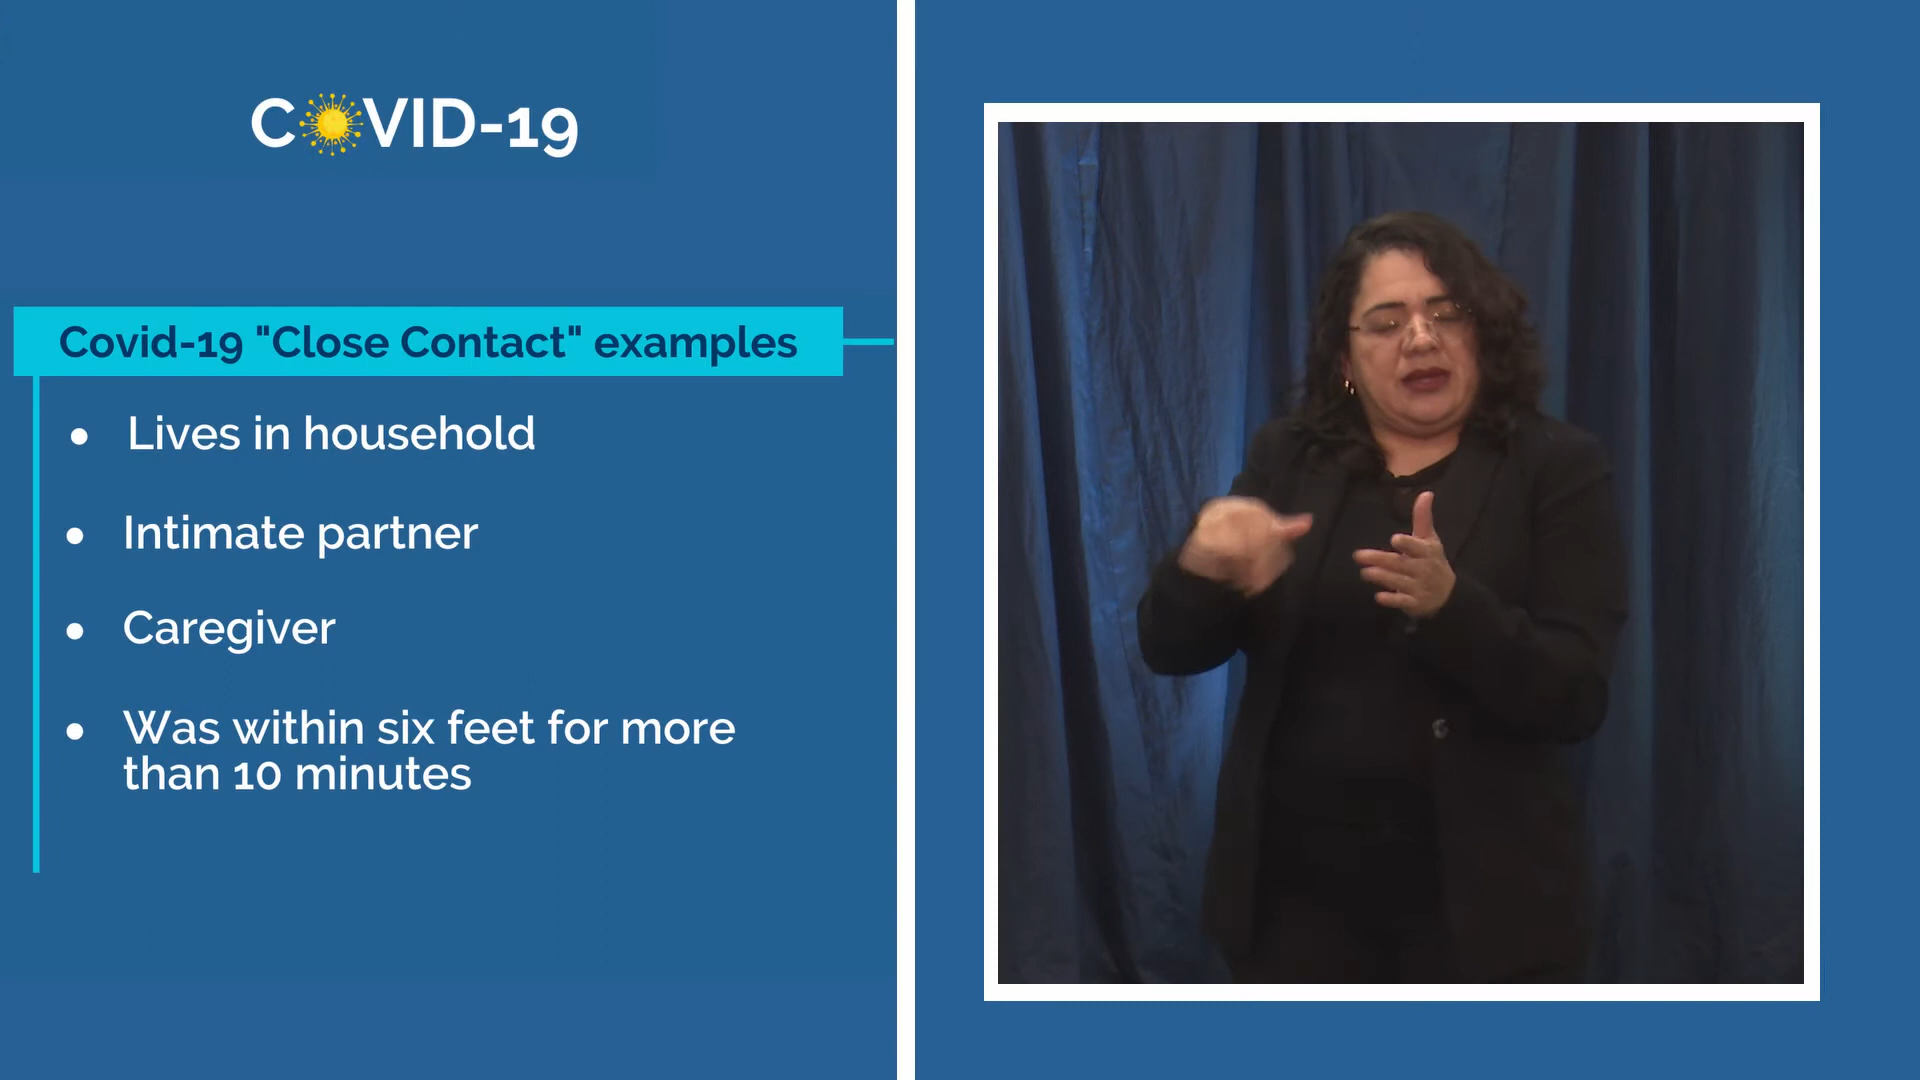 COVID-19
Covid-19 "Close Contact" examples
• Lives in household
• Intimate partner
• Caregiver
• Was within six feet for more
than 10 minutes